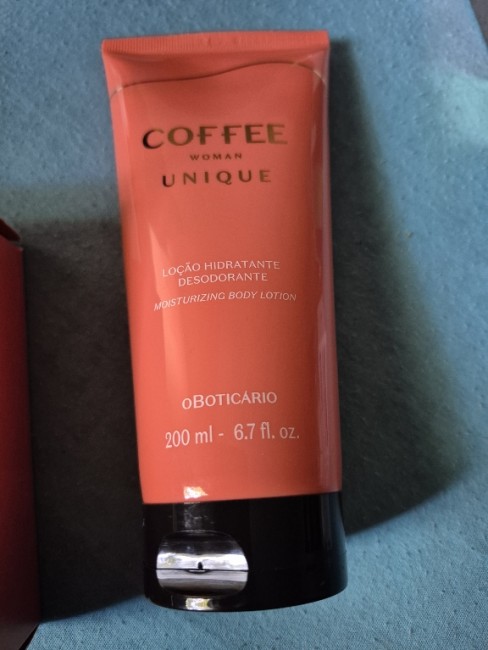 COFFEE
WOMAN
UNIQUE
LOÇÃO HIDRATANTE
DESODORANTE
MOISTURIZING BODY LOTION
oBOTICÁRIO
200 ml - 6.7 fl. oz.